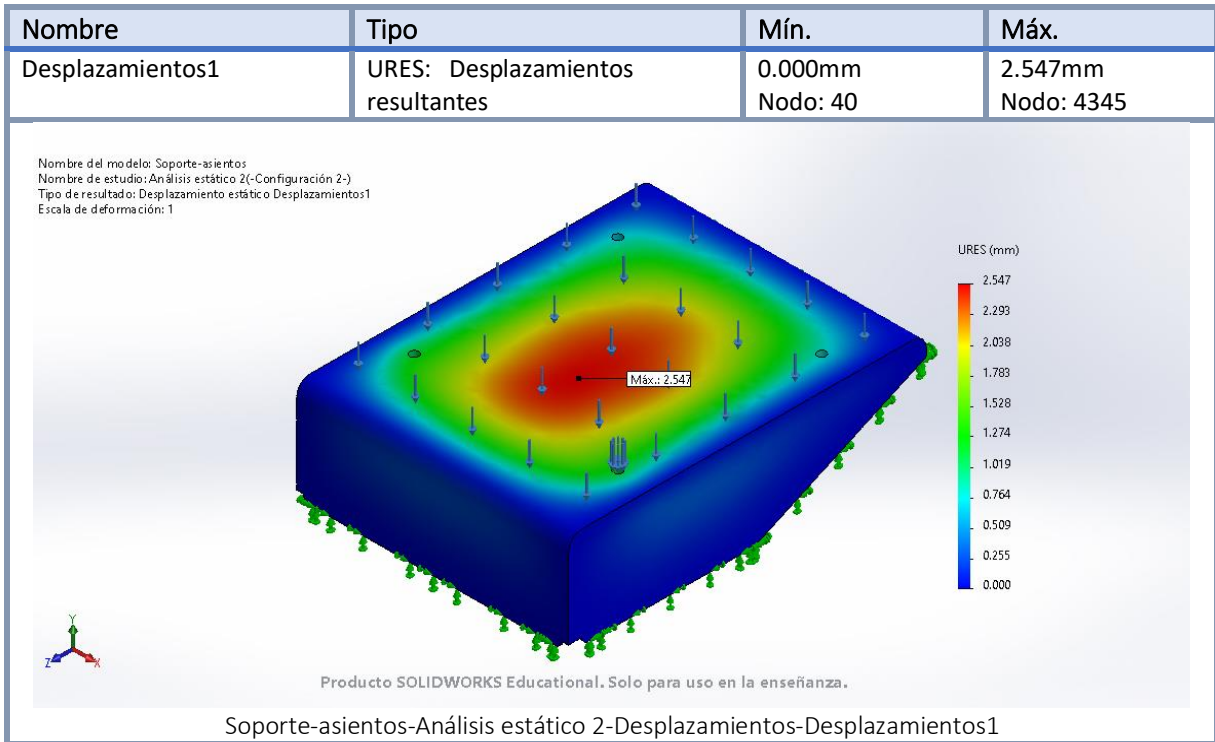 Nombre Tipo Mín. Máx.
Desplazamientos1 URES: Desplazamientos 0.000mm 2.547mm
resultantes Nodo: 40 Nodo: 4345
Nombre del modelo: Soporte-asientos
Nombre de estudio: Análisis estático 2(-Configuración 2-)
Tipo de resultado: Desplazamiento estático Desplazamientos1
Escala de deformación: 1
URES (mm)
2.547
2.293
2.038
1.783
1.528
1.274
1.019
0.764
0.509
0.255
0.000
Máx.: 2.547
Y
Z X
Producto SOLIDWORKS Educational. Solo para uso en la enseñanza.
Soporte-asientos-Análisis estático 2-Desplazamientos-Desplazamientos1